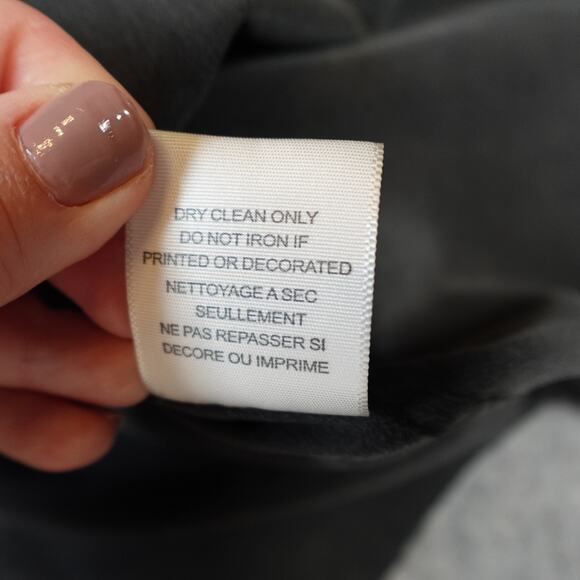 DRY CLEAN ONLY
DO NOT IRON IF
PRINTED OR DECORATED
NETTOYAGE A SEC
SEULLEMENT
NE PAS REPASSER SI
DECORE OU IMPRIME